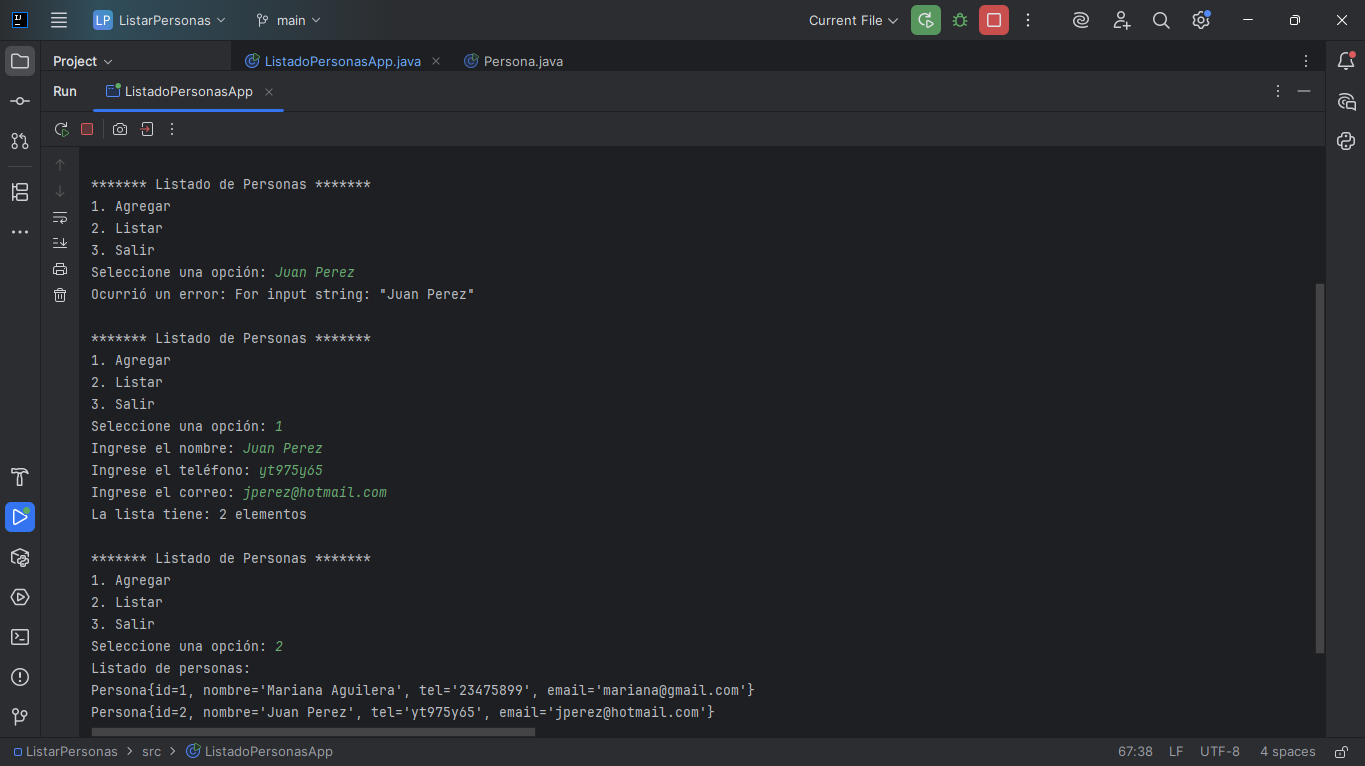 LP ListarPersonas main Current File
Project ListadoPersonasApp.java Persona.java
Run ListadoPersonasApp
******* Listado de Personas *******
1. Agregar
2. Listar
3. Salir
Seleccione una opción: Juan Perez
Ocurrió un error: For input string: "Juan Perez"
******* Listado de Personas *******
1. Agregar
2. Listar
3. Salir
Seleccione una opción: 1
Ingrese el nombre: Juan Perez
Ingrese el teléfono: yt975y65
Ingrese el correo: jperez@hotmail.com
La lista tiene: 2 elementos
******* Listado de Personas *******
1. Agregar
2. Listar
3. Salir
Seleccione una opción: 2
Listado de personas:
Persona{id=1, nombre='Mariana Aguilera', tel='23475899', email='mariana@gmail.com'}
Persona{id=2, nombre='Juan Perez', tel='yt975y65', email='jperez@hotmail.com'}
ListarPersonas > src > ListadoPersonasApp 67:38 LF UTF-8 4 spaces